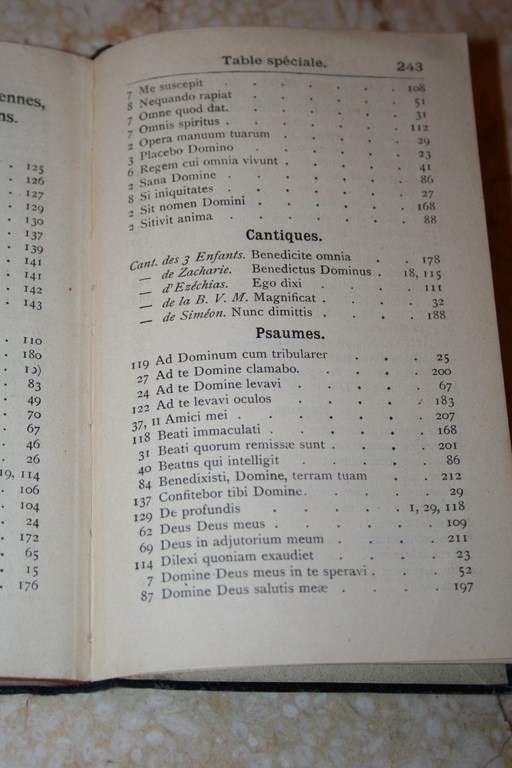 ennes,
ns.
125
126
127
129
130
137
139
141
141
142
143
110
180
83
49
70
67
46
26
19, 114
106
104
24
172
65
15
176
Table spéciale. 243
7 Me suscepit . . . . . 108
8 Nequando rapiat . . . . . 51
7 Omne quod dat. . . . . . 31
7 Omnis spiritus . . . . . 112
2 Opera manuum tuarum . . . . 29
3 Placebo Domino . . . . . 23
6 Regem cui omnia vivunt . . . . 41
2 Sana Domine . . . . . 86
8 Si iniquitates . . . . . 27
2 Sit nomen Domini . . . . . 168
2 Sitivit anima . . . . . 88
Cantiques.
Cant. des 3 Enfants. Benedicite omnia . . 178
— de Zacharie. Benedictus Dominus . 18, 115
— d'Ezéchias. Ego dixi . . . . 111
— de la B. V. M. Magnificat . . . . 32
— de Siméon. Nunc dimittis . . . . 188
Psaumes.
119 Ad Dominum cum tribularer . . . 25
27 Ad te Domine clamabo. . . . . 200
24 Ad te Domine levavi . . . . 67
122 Ad te levavi oculos . . . . 183
37, 11 Amici mei . . . . . 207
118 Beati immaculati . . . . . 168
31 Beati quorum remissæ sunt . . . . 201
40 Beatus qui intelligit . . . . 86
84 Benedixisti, Domine, terram tuam . . 212
137 Confitebor tibi Domine. . . . . 29
129 De profundis . . . . 1, 29, 118
62 Deus Deus meus . . . . . 109
69 Deus in adjutorium meum . . . 211
114 Dilexi quoniam exaudiet . . . 23
7 Domine Deus meus in te speravi . . . 52
87 Domine Deus salutis meæ . . . . 197